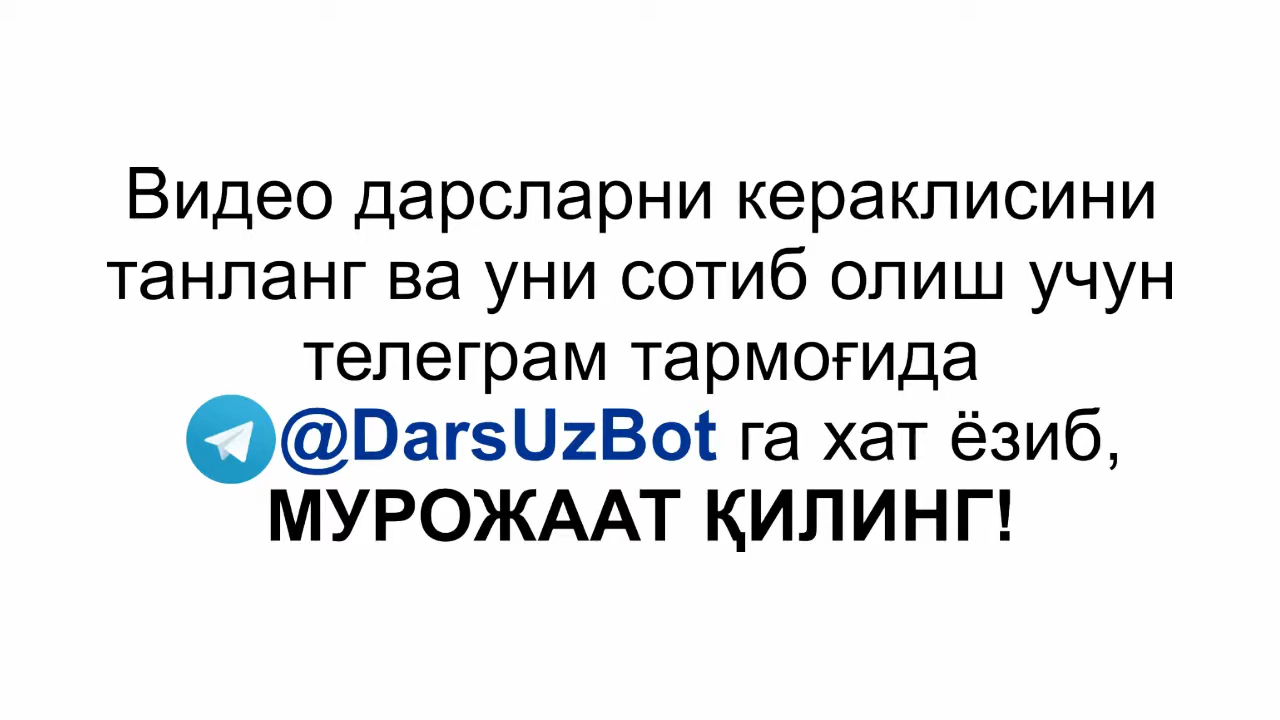 Видео дарсларни кераклисини
танланг ва уни сотиб олиш учун
телеграм тармоғида
@DarsUzBot га хат ёзиб,
МУРОЖААТ ҚИЛИНГ!